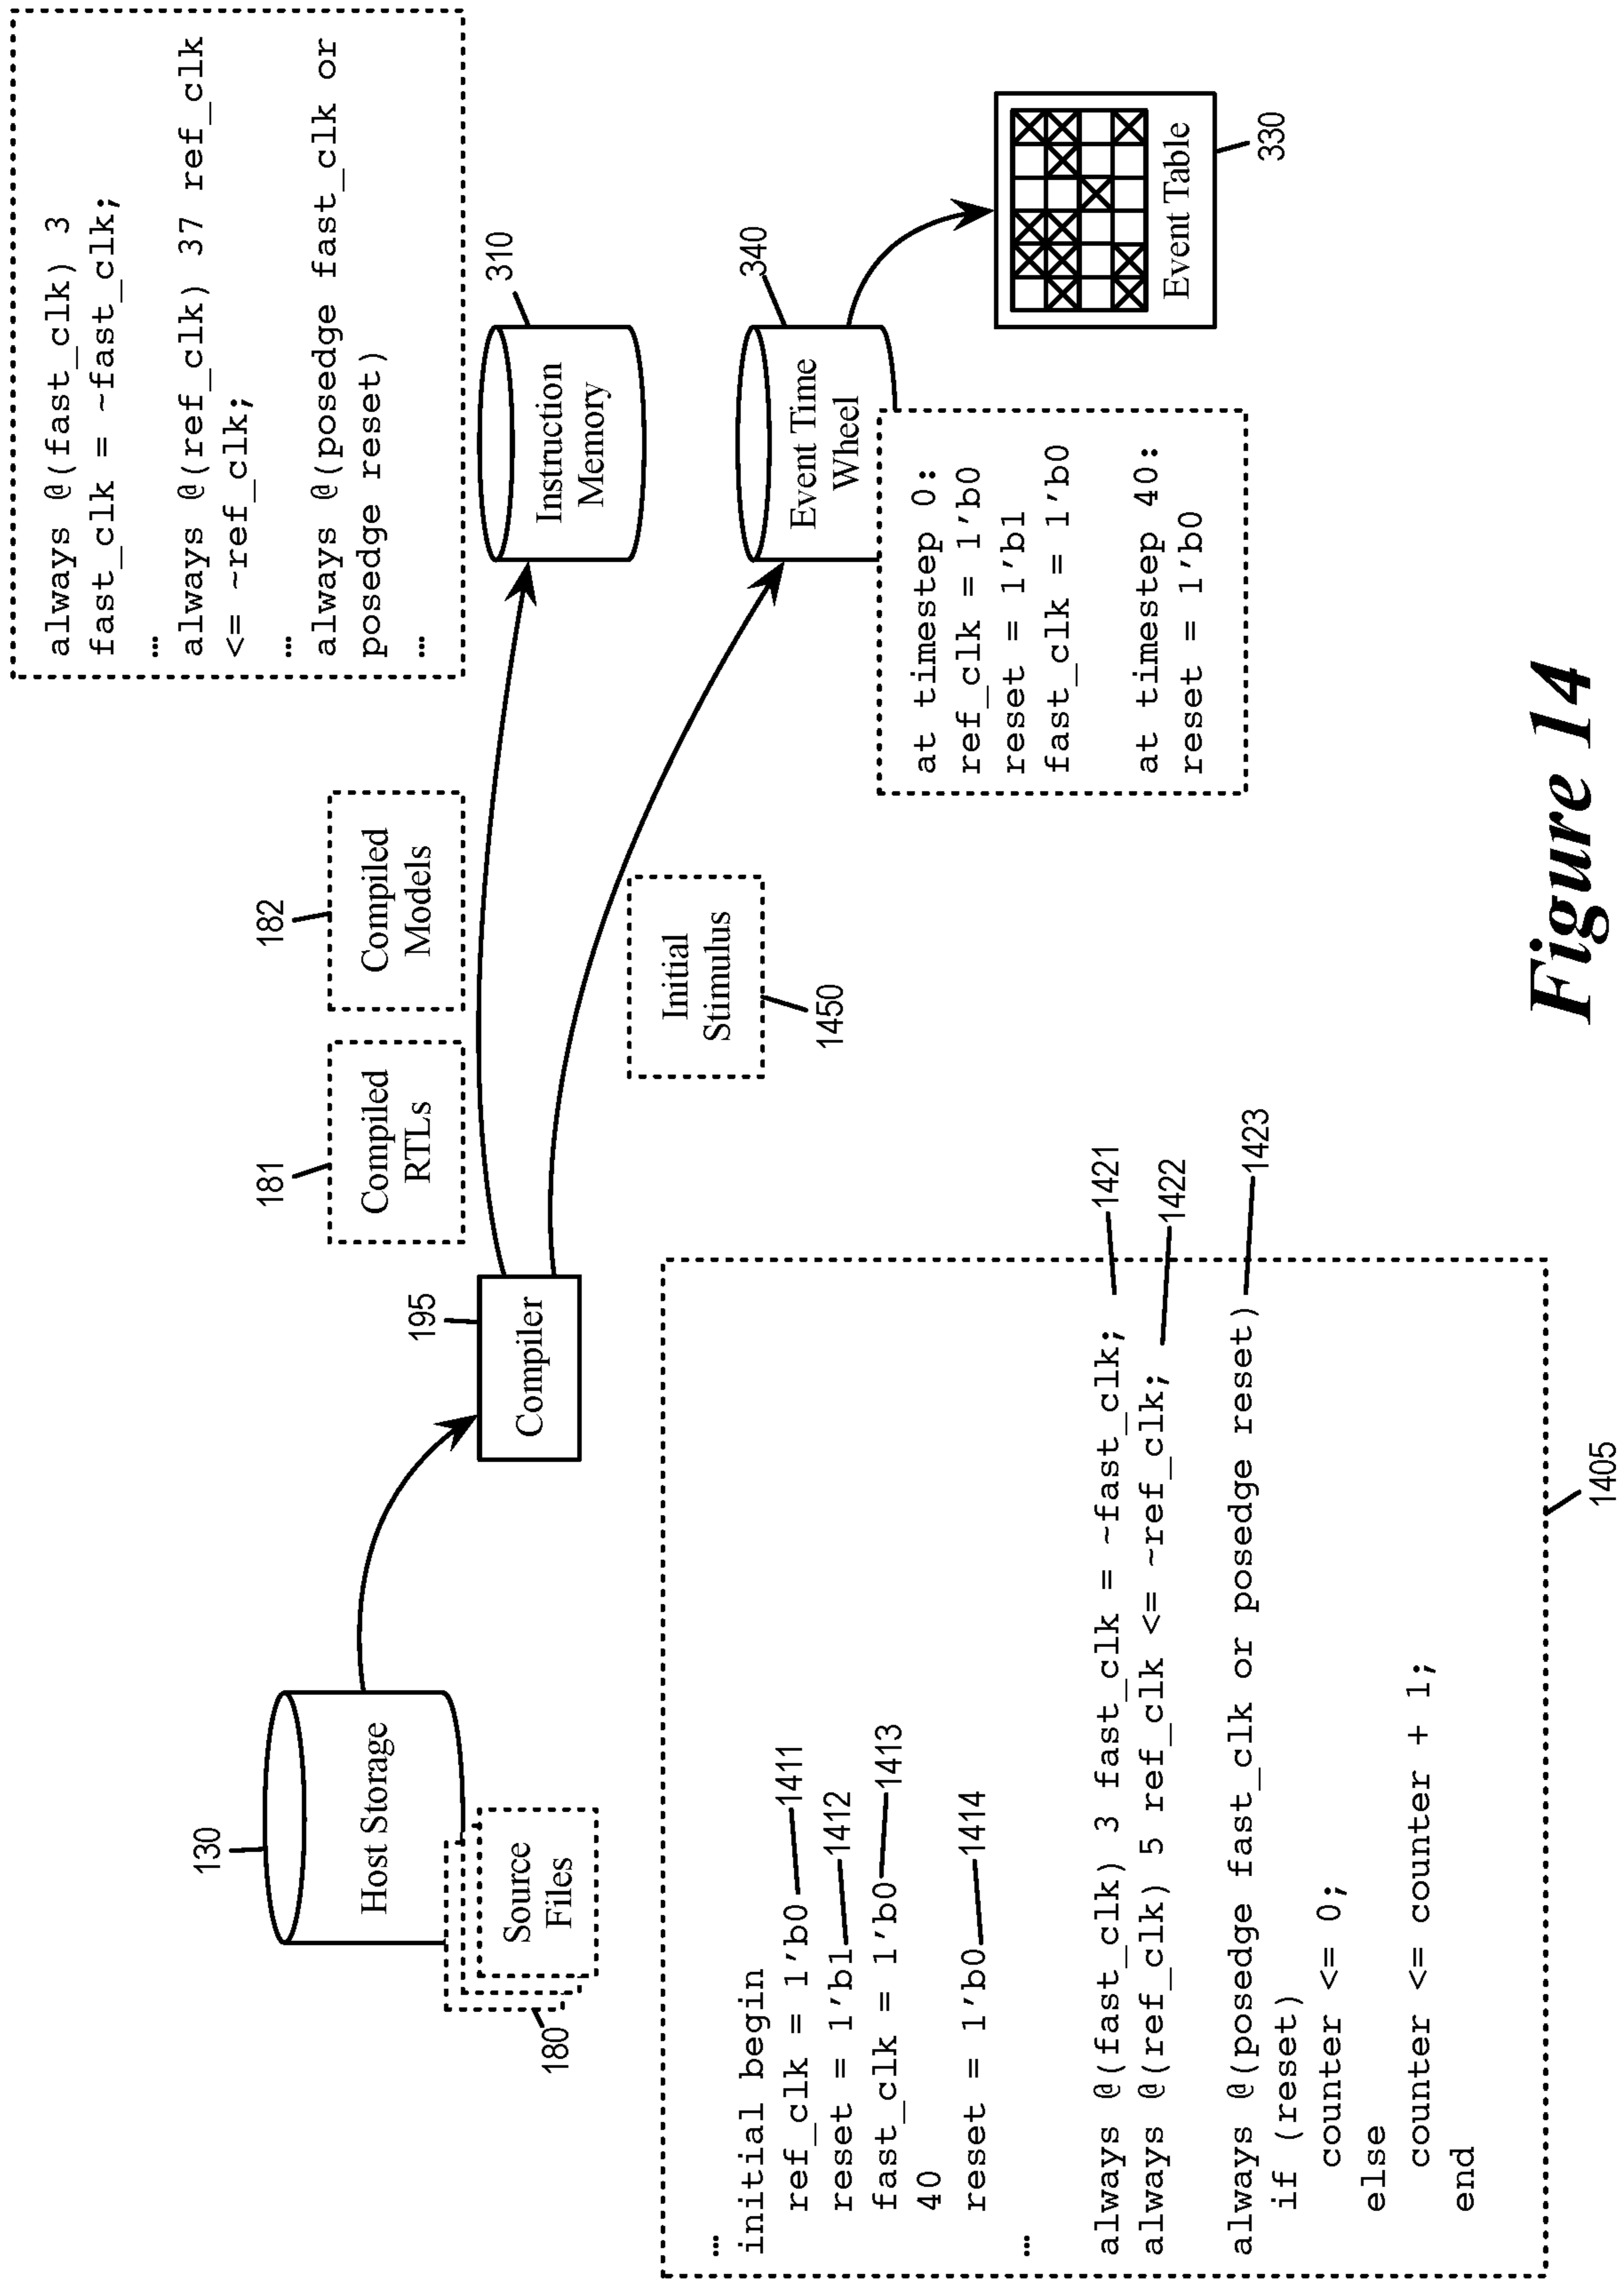 130
Host Storage
180
Source
Files
195
Compiler
181
Compiled
RTLs
182
Compiled
Models
always @(fast_clk) 3
fast_clk = ~fast_clk;
…
always @(ref_clk) 37 ref_clk
<= ~ref_clk;
…
always @(posedge fast_clk or
posedge reset)
…
310
Instruction
Memory
Initial
Stimulus
1450
340
Event Time
Wheel
at timestep 0:
ref_clk = 1'b0
reset = 1'b1
fast_clk = 1'b0
at timestep 40:
reset = 1'b0
Event Table
330
…
initial begin
ref_clk = 1'b0 1411
reset = 1'b1 1412
fast_clk = 1'b0 1413
40
reset = 1'b0 1414
…
always @(fast_clk) 3 fast_clk = ~fast_clk; 1421
always @(ref_clk) 5 ref_clk <= ~ref_clk; 1422
always @(posedge fast_clk or posedge reset) 1423
if (reset)
counter <= 0;
else
counter <= counter + 1;
end
1405
Figure 14